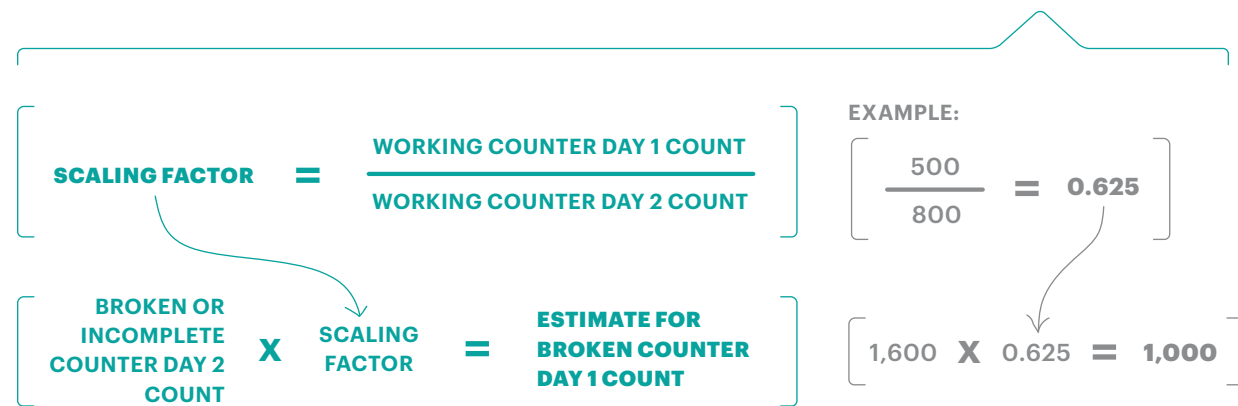 SCALING FACTOR = WORKING COUNTER DAY 1 COUNT
WORKING COUNTER DAY 2 COUNT
BROKEN OR
INCOMPLETE
COUNTER DAY 2
COUNT
X
SCALING
FACTOR
=
ESTIMATE FOR
BROKEN COUNTER
DAY 1 COUNT
EXAMPLE:
500
800
= 0.625
1,600 X 0.625 = 1,000